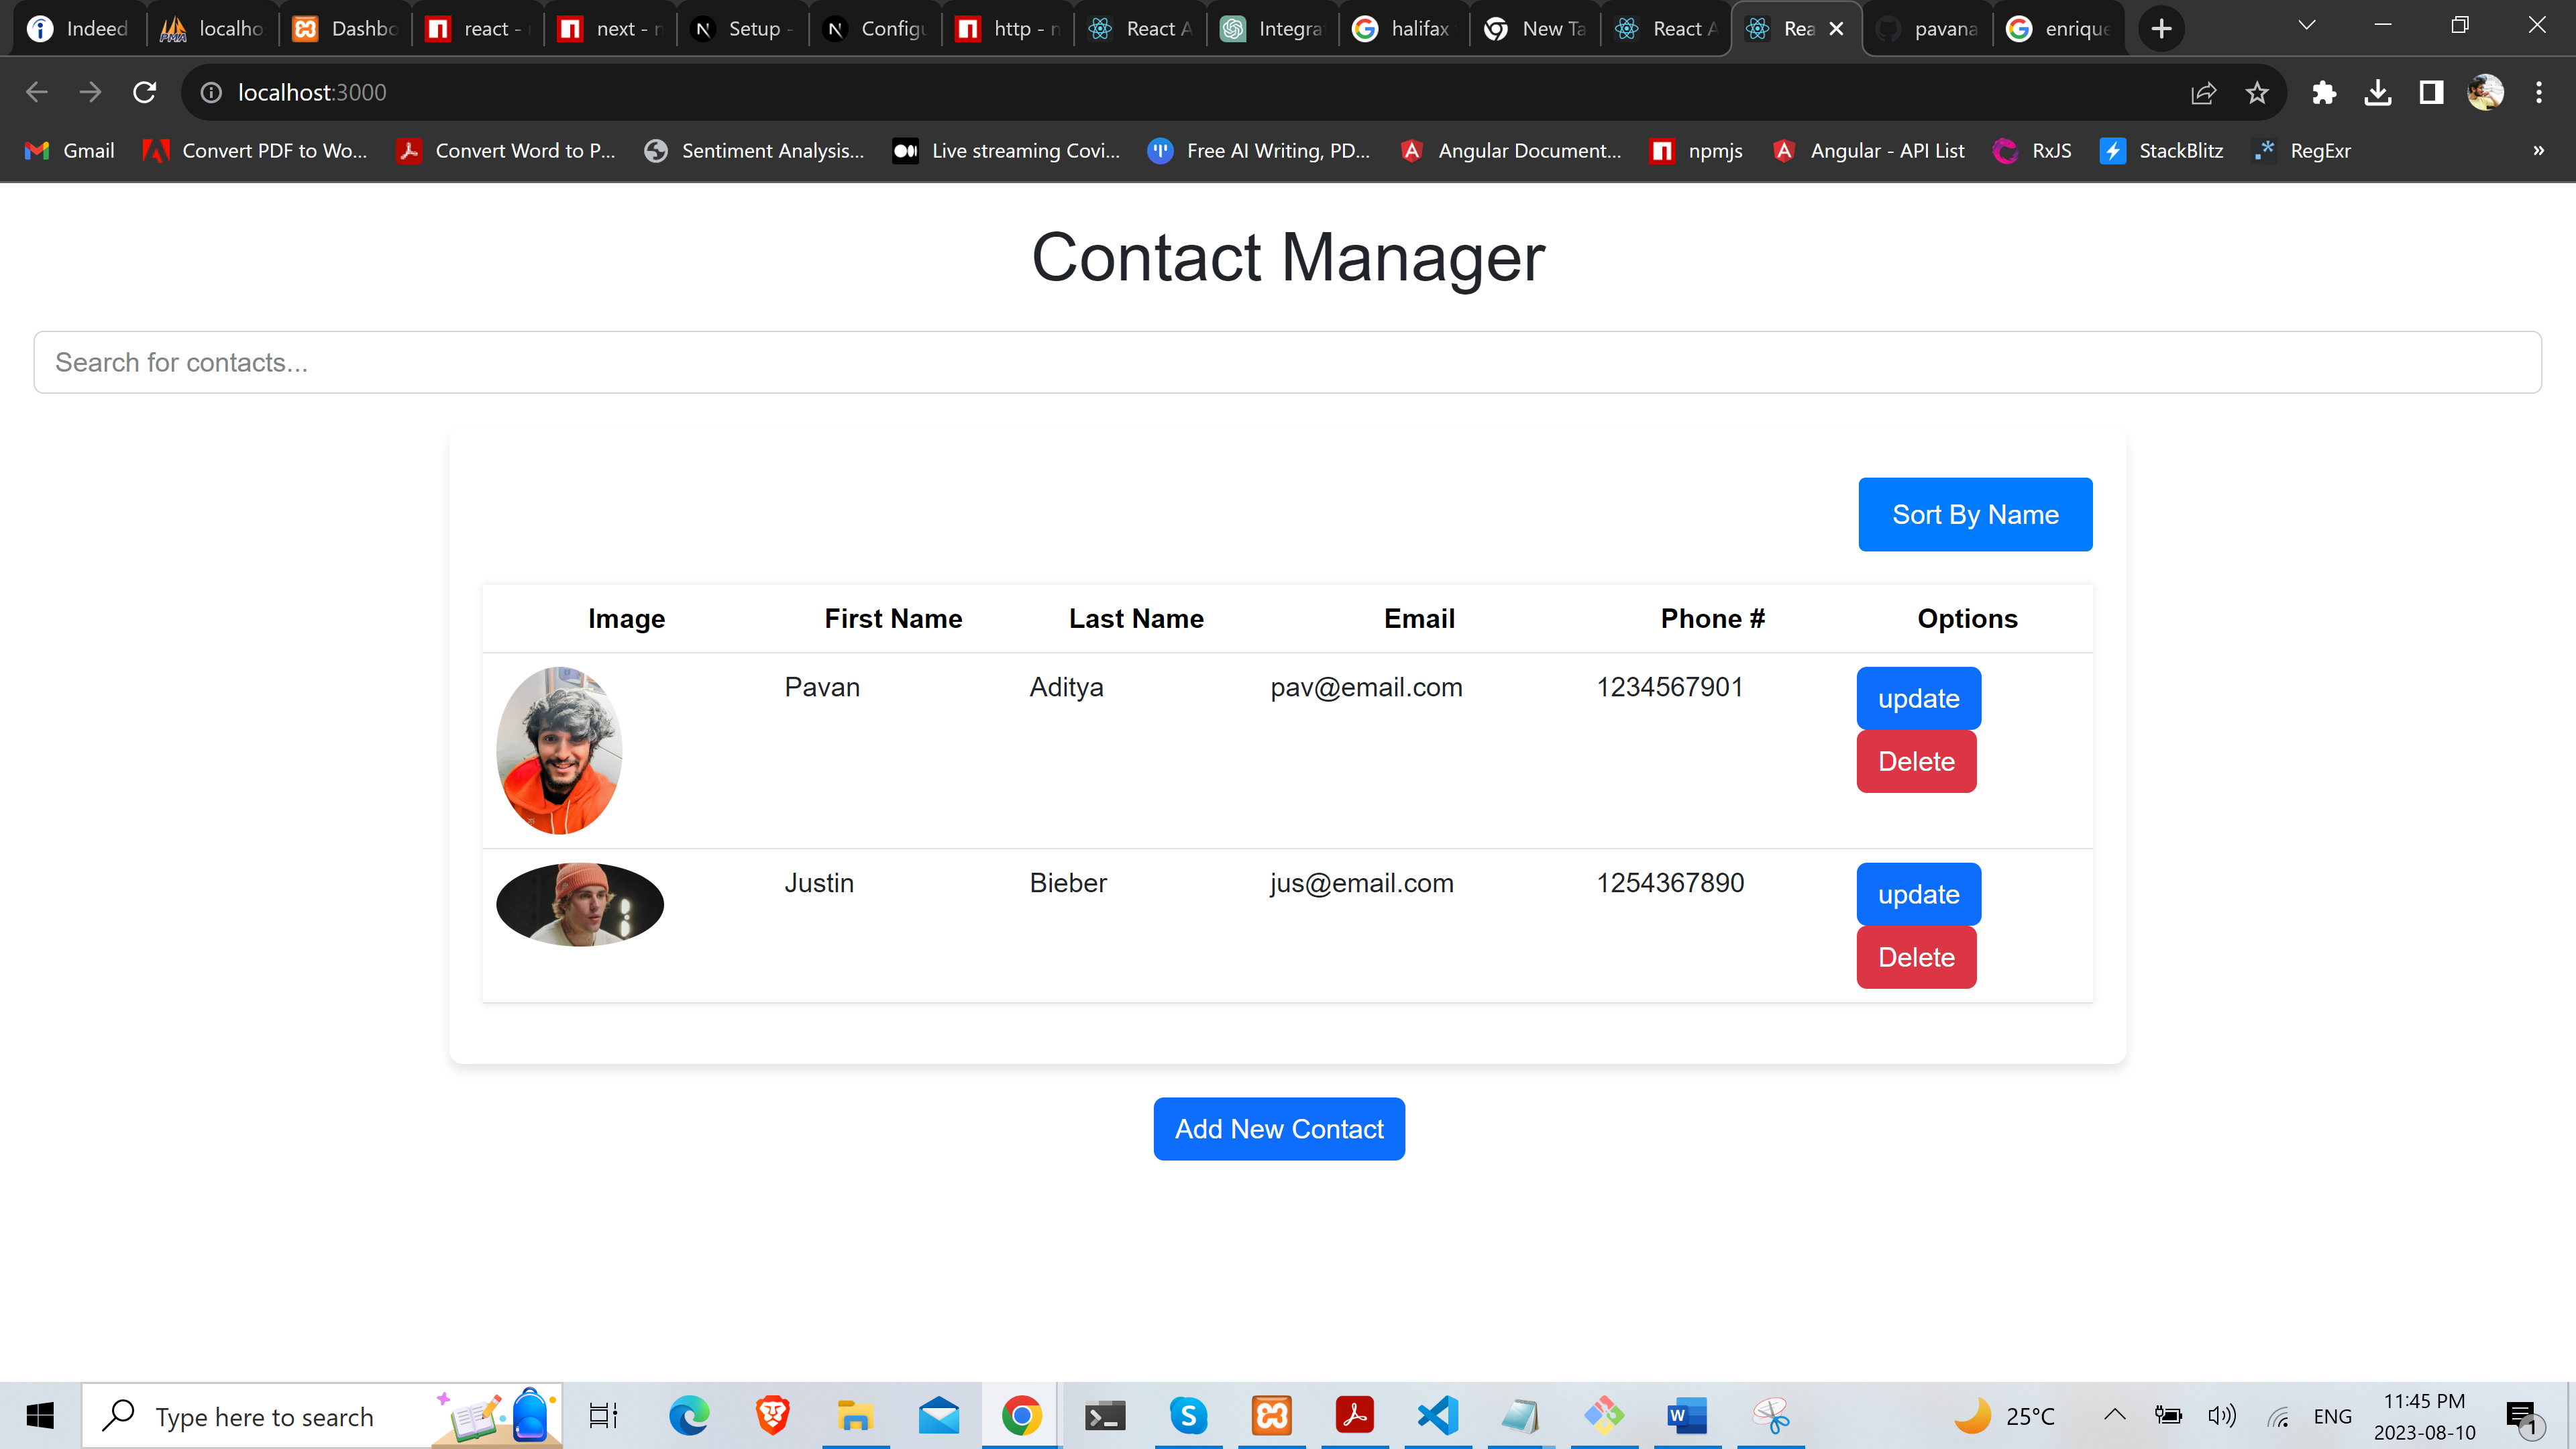 Indeed localho Dashbo react - next - n Setup - Config http - n React A Integra halifax New Ta React A Rea pavana enrique
localhost:3000
Gmail Convert PDF to Wo... Convert Word to P... Sentiment Analysis... Live streaming Covi... Free AI Writing, PD... Angular Document... npmjs Angular - API List RxJS StackBlitz RegExr »
Contact Manager
Search for contacts...
Sort By Name
Image First Name Last Name Email Phone # Options
Pavan Aditya pav@email.com 1234567901 update
Delete
Justin Bieber jus@email.com 1254367890 update
Delete
Add New Contact
Type here to search 25°C ENG 11:45 PM
2023-08-10 1